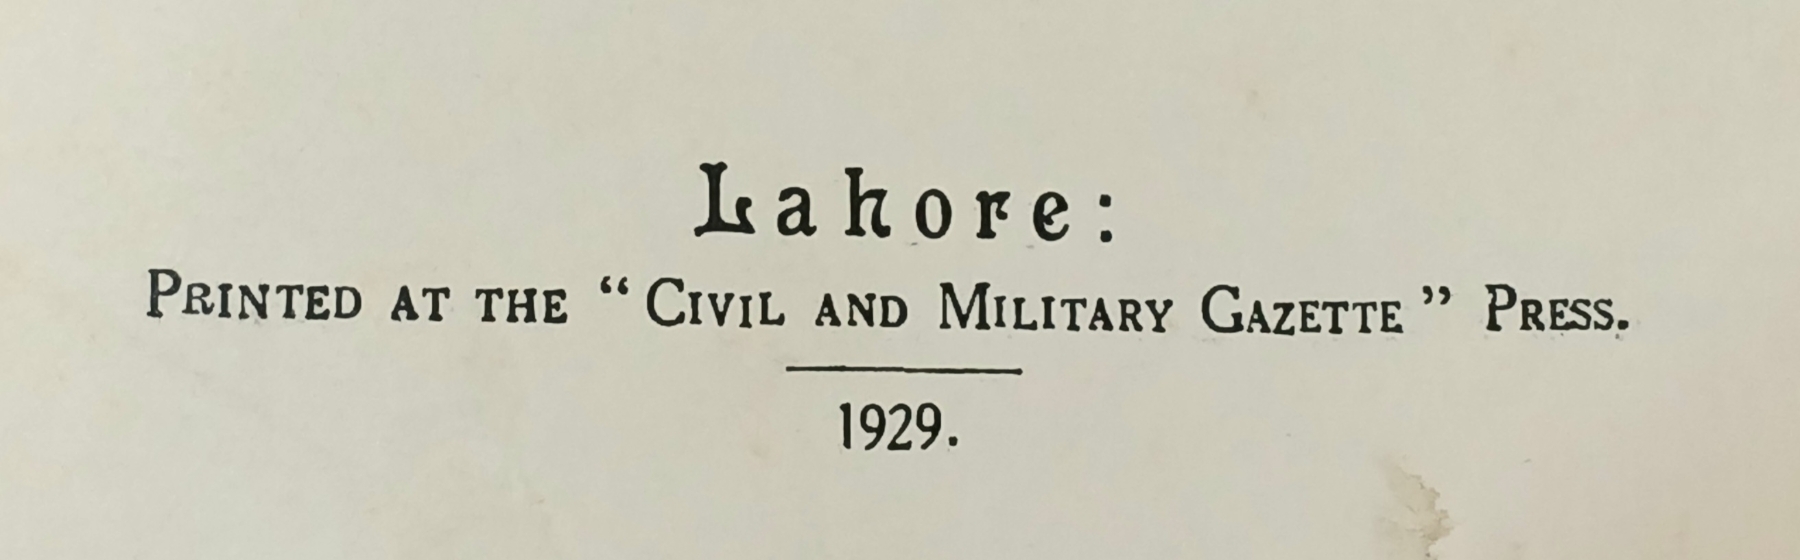 Lahore:
Printed at the “Civil and Military Gazette” Press.
1929.